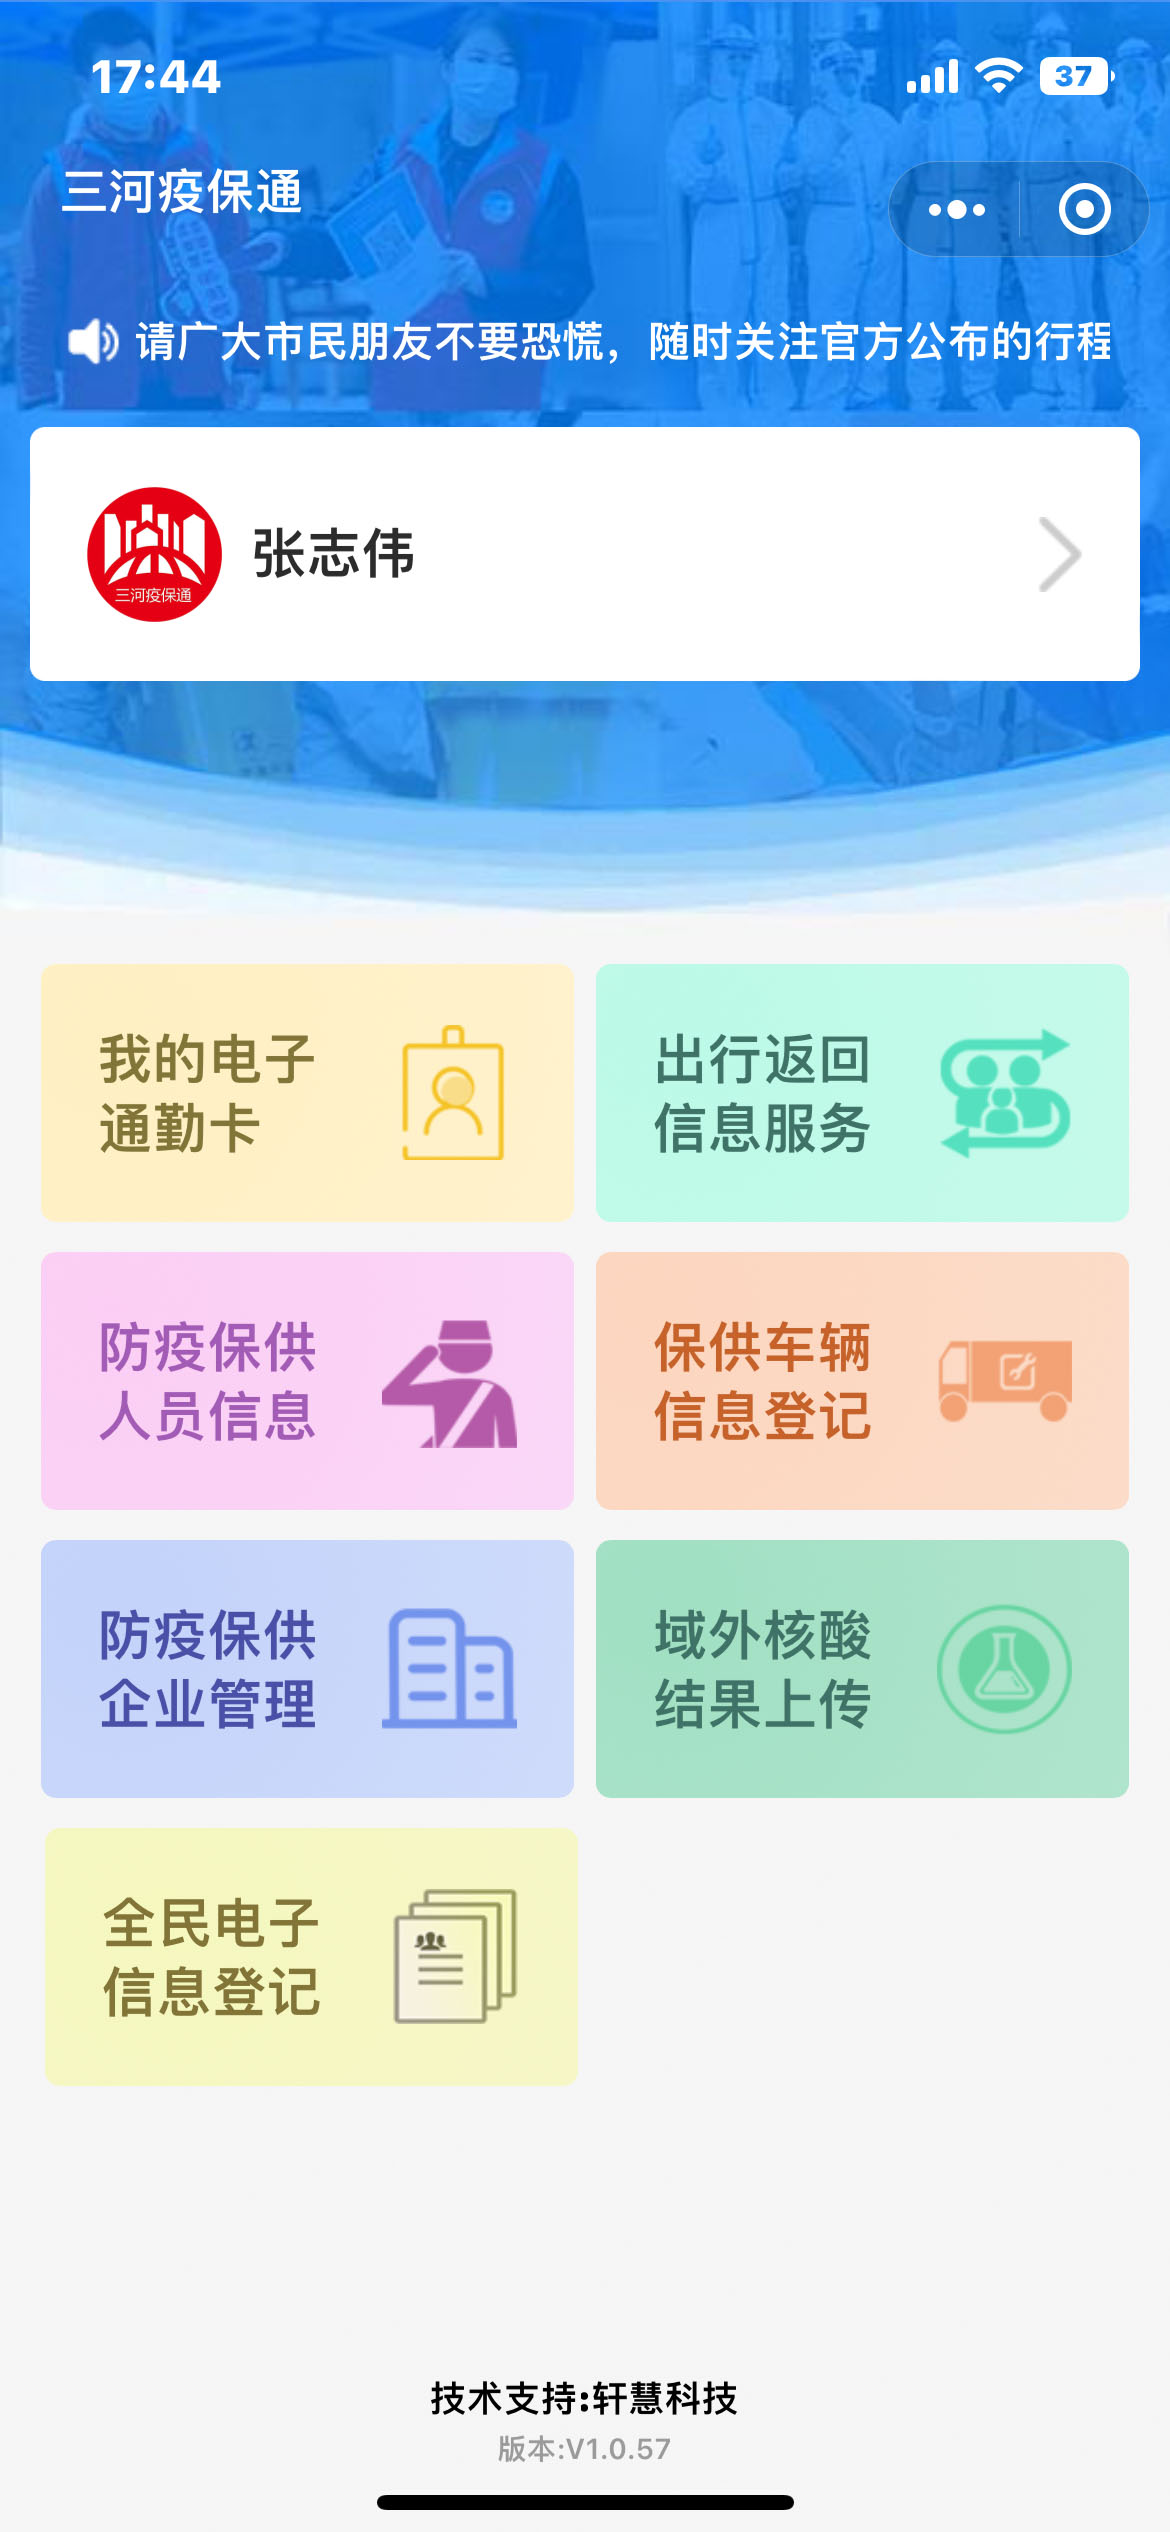 17:44
37
三河疫保通
请广大市民朋友不要恐慌，随时关注官方公布的行程
三河疫保通
张志伟
我的电子
通勤卡
出行返回
信息服务
防疫保供
人员信息
保供车辆
信息登记
防疫保供
企业管理
域外核酸
结果上传
全民电子
信息登记
技术支持:轩慧科技
版本:V1.0.57